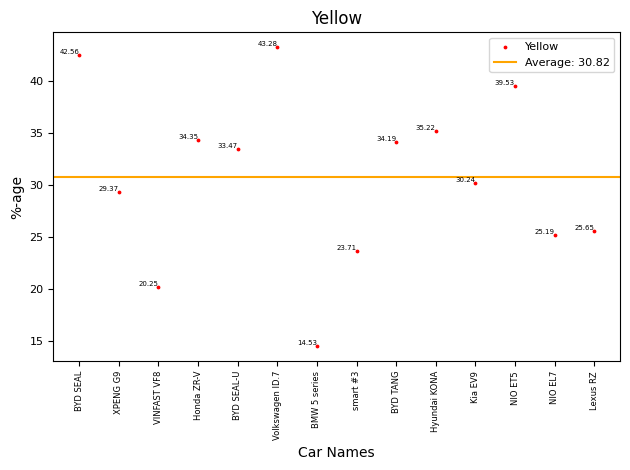 Yellow
Yellow
Average: 30.82
%-age
40
35
30
25
20
15
42.56
29.37
20.25
34.35
33.47
43.28
14.53
23.71
34.19
35.22
30.24
39.53
25.19
25.65
BYD SEAL
XPENG G9
VINFAST VF8
Honda ZR-V
BYD SEAL-U
Volkswagen ID.7
BMW 5 series
smart #3
BYD TANG
Hyundai KONA
Kia EV9
NIO ET5
NIO EL7
Lexus RZ
Car Names